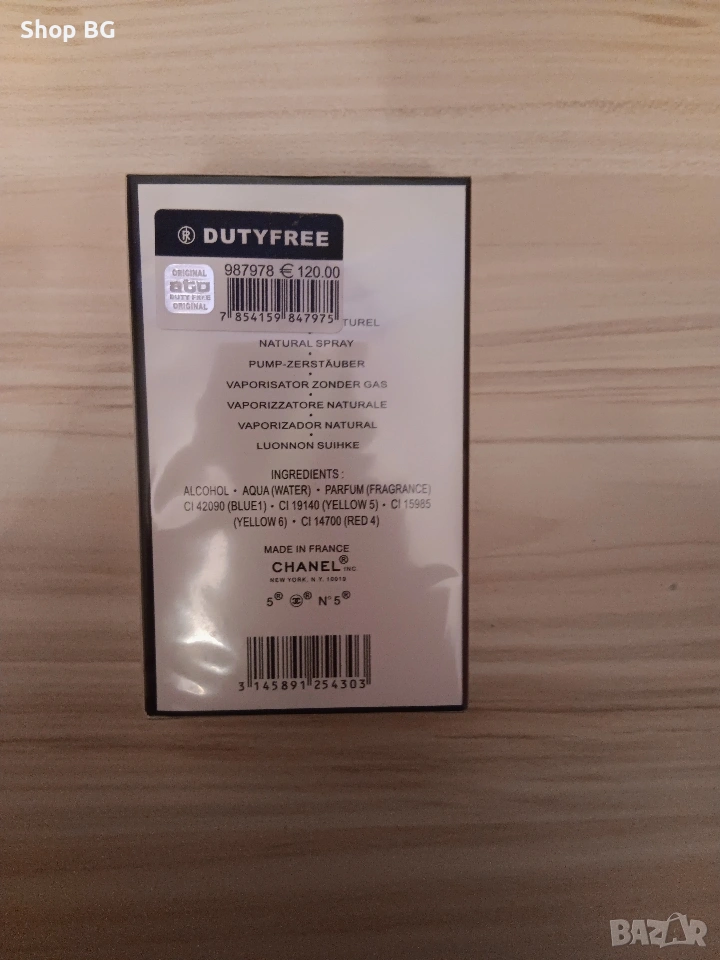 Shop BG
DUTYFREE
ORIGINAL
atü
DUTY FREE
ORIGINAL
987978 € 120.00
7 854159 847975
TUREL
NATURAL SPRAY
PUMP-ZERSTÄUBER
VAPORISATOR ZONDER GAS
VAPORIZZATORE NATURALE
VAPORIZADOR NATURAL
LUONNON SUIHKE
INGREDIENTS :
ALCOHOL • AQUA (WATER) • PARFUM (FRAGRANCE)
CI 42090 (BLUE1) • CI 19140 (YELLOW 5) • CI 15985
(YELLOW 6) • CI 14700 (RED 4)
MADE IN FRANCE
CHANEL® INC.
NEW YORK, N.Y. 10019
5® ® N°5®
3 145891 254303
BAZAR